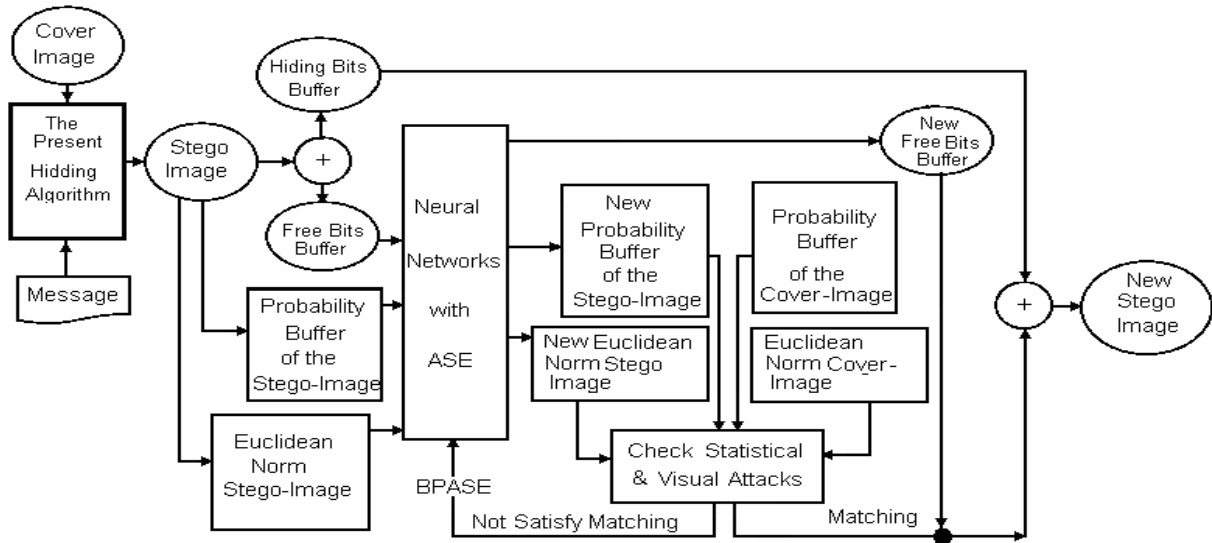 Cover
Image
The
Present
Hidding
Algorithm
Message
Stego
Image
Hiding Bits
Buffer
+
Free Bits
Buffer
Probability
Buffer
of the
Stego-Image
Euclidean
Norm
Stego-Image
Neural
Networks
with
ASE
New
Probability
Buffer
of the
Stego-Image
Probability
Buffer
of the
Cover-Image
New Euclidean
Norm Stego
Image
Euclidean
Norm Cover-
Image
Check Statistical
& Visual Attacks
BPASE
Not Satisfy Matching
Matching
New
Free Bits
Buffer
+
New
Stego
Image